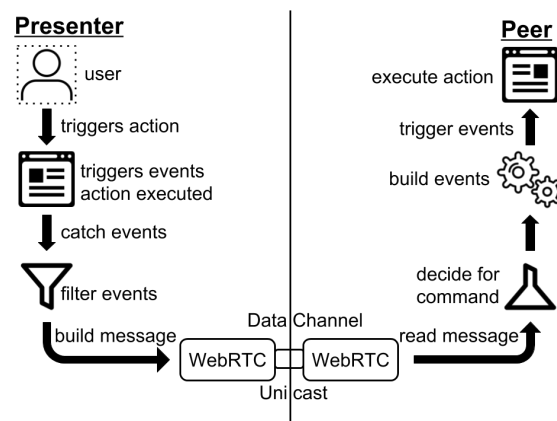 Presenter
user
triggers action
triggers events
action executed
catch events
filter events
build message
WebRTC
Data Channel
Unicast
WebRTC
read message
decide for
command
build events
trigger events
execute action
Peer